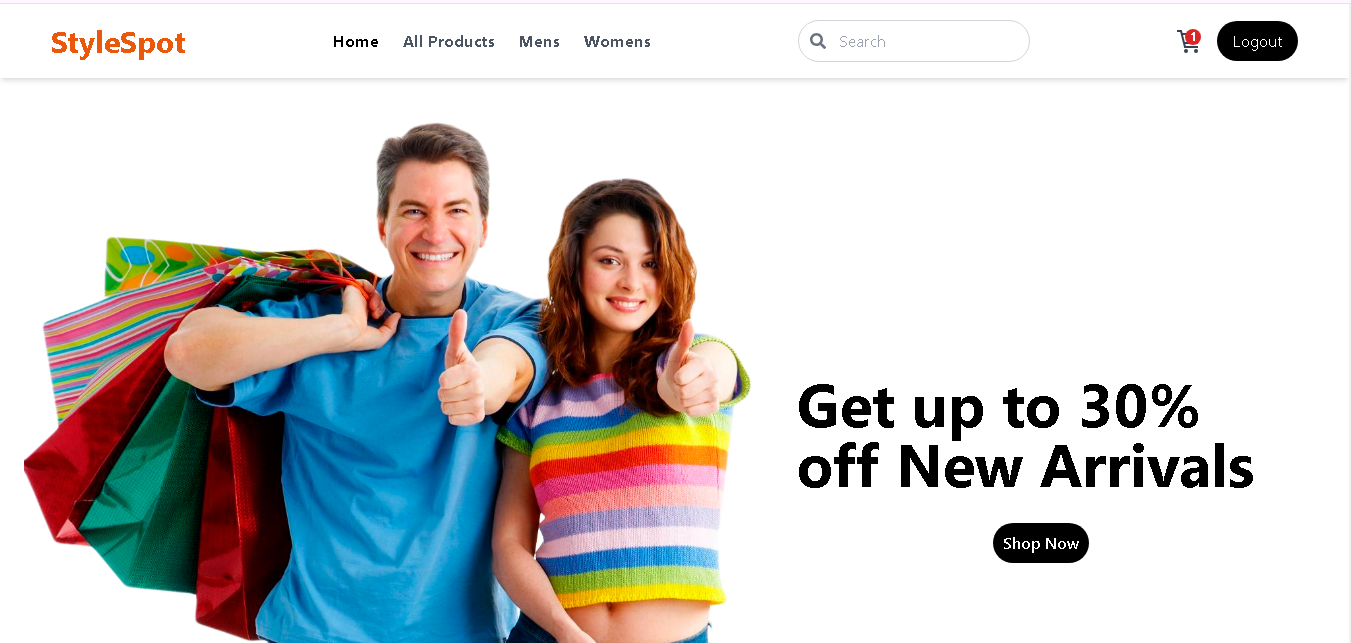 StyleSpot
Home All Products Mens Womens
Search
1
Logout
Get up to 30%
off New Arrivals
Shop Now